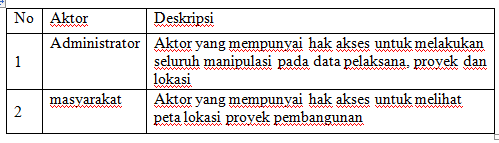 No Aktor Deskripsi
1 Administrator Aktor yang mempunyai hak akses untuk melakukan
seluruh manipulasi pada data pelaksana, proyek dan
lokasi
2 masyarakat Aktor yang mempunyai hak akses untuk melihat
peta lokasi proyek pembangunan